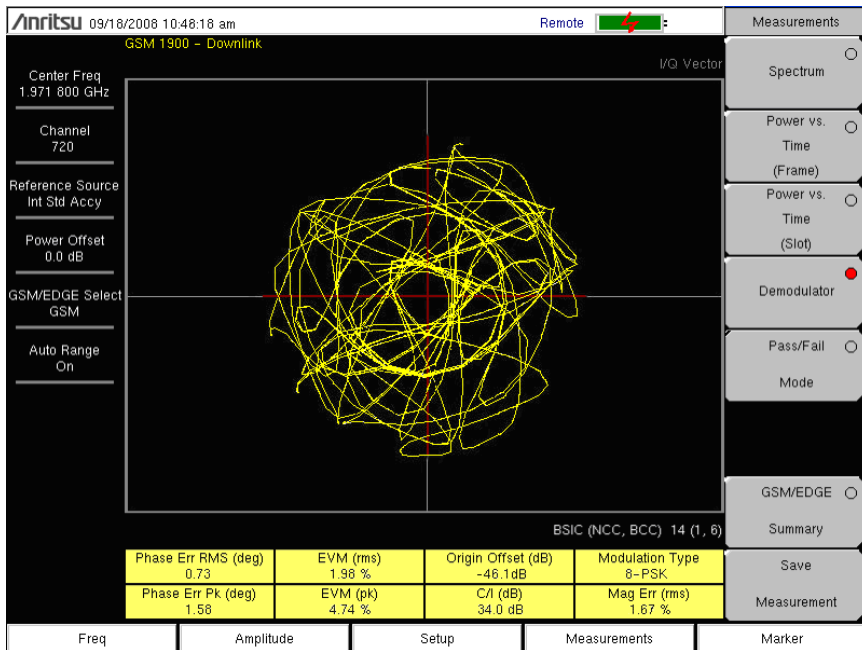 Anritsu 09/18/2008 10:48:18 am
Remote
Measurements
GSM 1900 - Downlink
I/Q Vector
Center Freq
1.971 800 GHz
Channel
720
Reference Source
Int Std Accy
Power Offset
0.0 dB
GSM/EDGE Select
GSM
Auto Range
On
Spectrum
Power vs.
Time
(Frame)
Power vs.
Time
(Slot)
Demodulator
Pass/Fail
Mode
GSM/EDGE
Summary
Save
Measurement
BSIC (NCC, BCC) 14 (1, 6)
Phase Err RMS (deg)
0.73
EVM (rms)
1.98 %
Origin Offset (dB)
-46.1dB
Modulation Type
8-PSK
Phase Err Pk (deg)
1.58
EVM (pk)
4.74 %
C/I (dB)
34.0 dB
Mag Err (rms)
1.67 %
Freq
Amplitude
Setup
Measurements
Marker